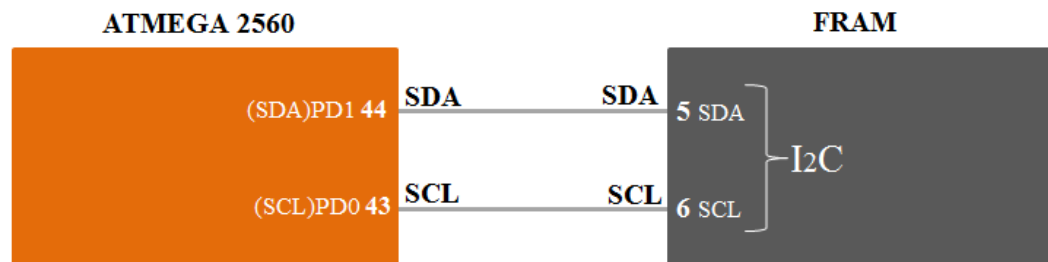 ATMEGA 2560
FRAM
(SDA)PD1 44
SDA
SDA
5 SDA
I2C
(SCL)PD0 43
SCL
SCL
6 SCL